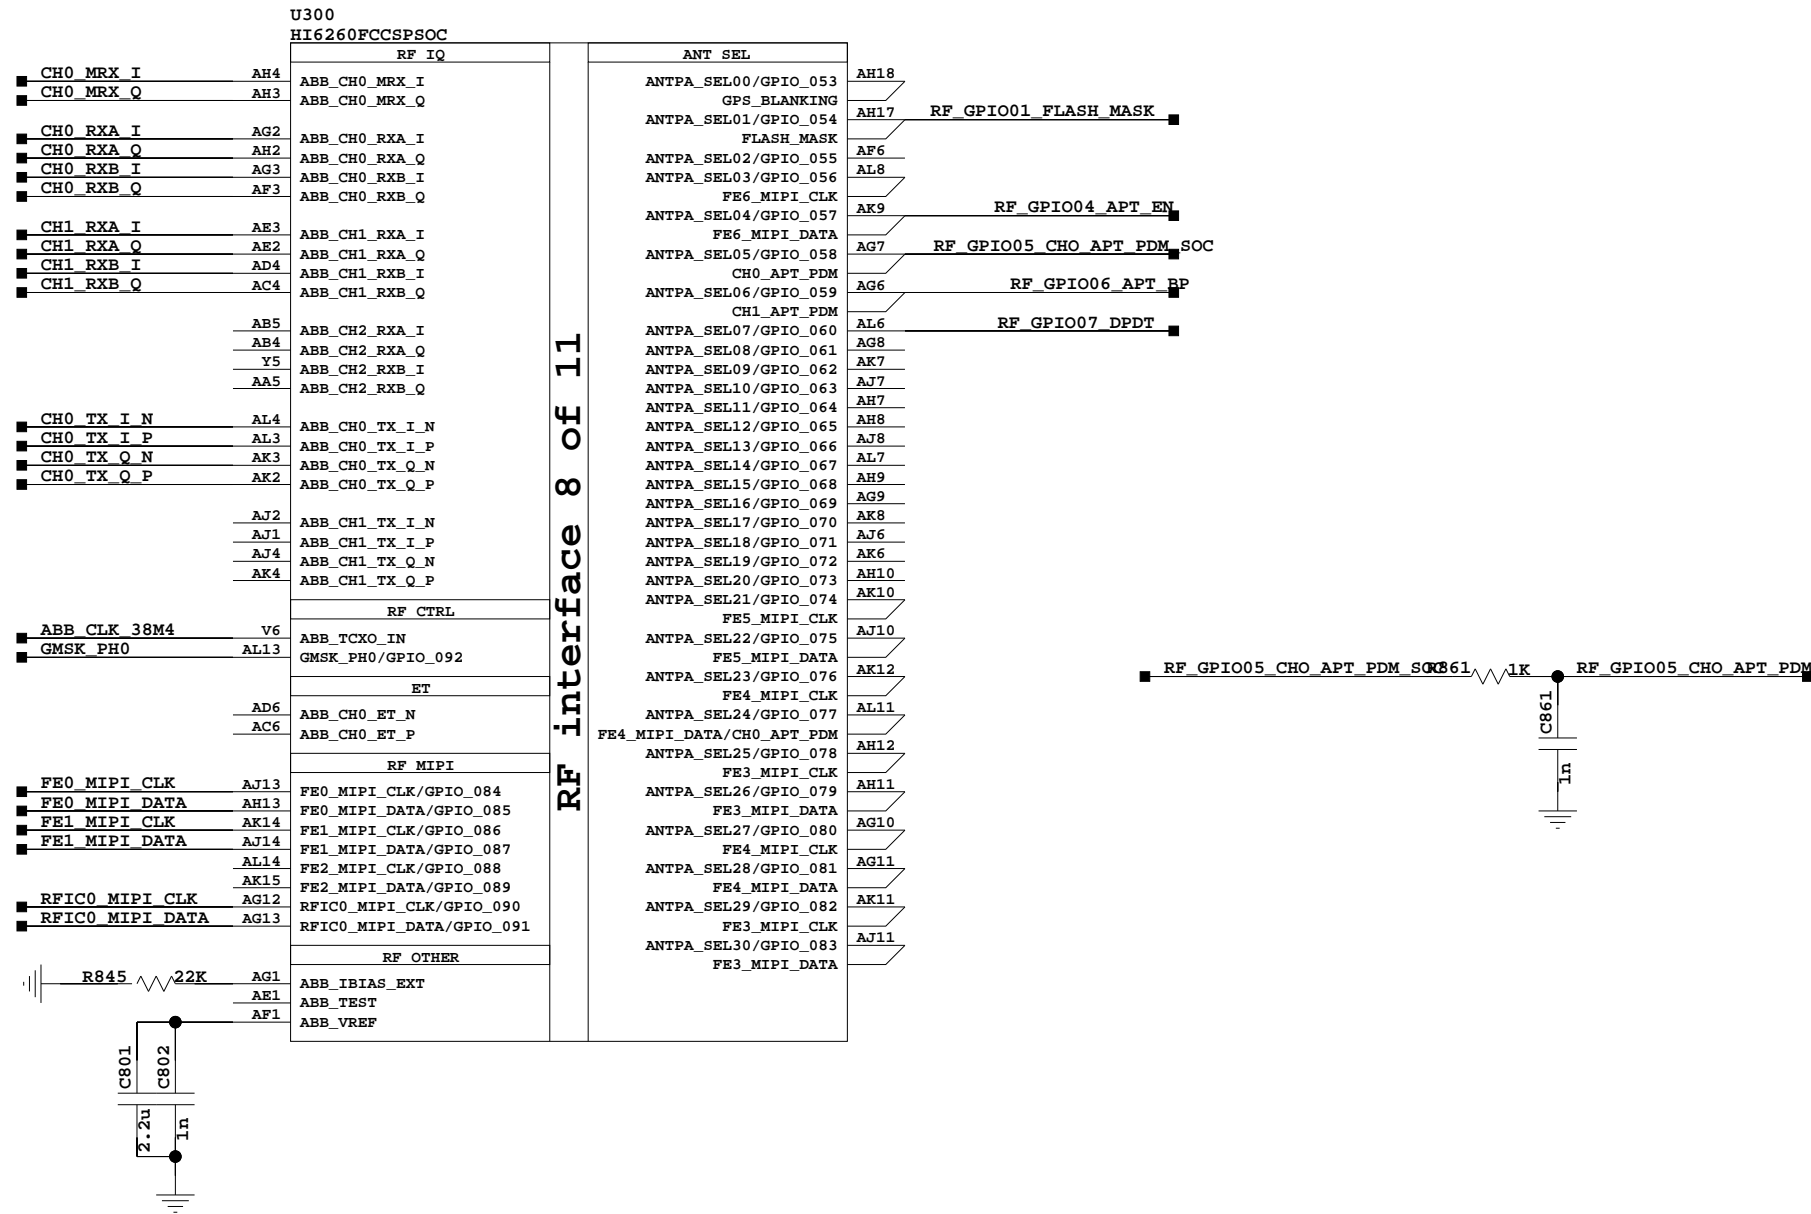 U300
HI6260FCCSPSOC
RF IQ
CH0_MRX_I AH4 ABB_CH0_MRX_I
CH0_MRX_Q AH3 ABB_CH0_MRX_Q
CH0_RXA_I AG2 ABB_CH0_RXA_I
CH0_RXA_Q AH2 ABB_CH0_RXA_Q
CH0_RXB_I AG3 ABB_CH0_RXB_I
CH0_RXB_Q AF3 ABB_CH0_RXB_Q
CH1_RXA_I AE3 ABB_CH1_RXA_I
CH1_RXA_Q AE2 ABB_CH1_RXA_Q
CH1_RXB_I AD4 ABB_CH1_RXB_I
CH1_RXB_Q AC4 ABB_CH1_RXB_Q
AB5 ABB_CH2_RXA_I
AB4 ABB_CH2_RXA_Q
Y5 ABB_CH2_RXB_I
AA5 ABB_CH2_RXB_Q
CH0_TX_I_N AL4 ABB_CH0_TX_I_N
CH0_TX_I_P AL3 ABB_CH0_TX_I_P
CH0_TX_Q_N AK3 ABB_CH0_TX_Q_N
CH0_TX_Q_P AK2 ABB_CH0_TX_Q_P
AJ2 ABB_CH1_TX_I_N
AJ1 ABB_CH1_TX_I_P
AJ4 ABB_CH1_TX_Q_N
AK4 ABB_CH1_TX_Q_P
RF CTRL
ABB_CLK_38M4 V6 ABB_TCXO_IN
GMSK_PH0 AL13 GMSK_PH0/GPIO_092
ET
AD6 ABB_CH0_ET_N
AC6 ABB_CH0_ET_P
RF MIPI
FE0_MIPI_CLK AJ13 FE0_MIPI_CLK/GPIO_084
FE0_MIPI_DATA AH13 FE0_MIPI_DATA/GPIO_085
FE1_MIPI_CLK AK14 FE1_MIPI_CLK/GPIO_086
FE1_MIPI_DATA AJ14 FE1_MIPI_DATA/GPIO_087
AL14 FE2_MIPI_CLK/GPIO_088
AK15 FE2_MIPI_DATA/GPIO_089
RFIC0_MIPI_CLK AG12 RFIC0_MIPI_CLK/GPIO_090
RFIC0_MIPI_DATA AG13 RFIC0_MIPI_DATA/GPIO_091
RF OTHER
R845 22K AG1 ABB_IBIAS_EXT
AE1 ABB_TEST
AF1 ABB_VREF
C801
C802
2.2u
1n
RF interface 8 of 11
ANT SEL
ANTPA_SEL00/GPIO_053 AH18
GPS_BLANKING
ANTPA_SEL01/GPIO_054 AH17 RF_GPIO01_FLASH_MASK
FLASH_MASK
ANTPA_SEL02/GPIO_055 AF6
ANTPA_SEL03/GPIO_056 AL8
FE6_MIPI_CLK
ANTPA_SEL04/GPIO_057 AK9 RF_GPIO04_APT_EN
FE6_MIPI_DATA
ANTPA_SEL05/GPIO_058 AG7 RF_GPIO05_CHO_APT_PDM_SOC
CH0_APT_PDM
ANTPA_SEL06/GPIO_059 AG6 RF_GPIO06_APT_BP
CH1_APT_PDM
ANTPA_SEL07/GPIO_060 AL6 RF_GPIO07_DPDT
ANTPA_SEL08/GPIO_061 AG8
ANTPA_SEL09/GPIO_062 AK7
ANTPA_SEL10/GPIO_063 AJ7
ANTPA_SEL11/GPIO_064 AH7
ANTPA_SEL12/GPIO_065 AH8
ANTPA_SEL13/GPIO_066 AJ8
ANTPA_SEL14/GPIO_067 AL7
ANTPA_SEL15/GPIO_068 AH9
ANTPA_SEL16/GPIO_069 AG9
ANTPA_SEL17/GPIO_070 AK8
ANTPA_SEL18/GPIO_071 AJ6
ANTPA_SEL19/GPIO_072 AK6
ANTPA_SEL20/GPIO_073 AH10
ANTPA_SEL21/GPIO_074 AK10
FE5_MIPI_CLK
ANTPA_SEL22/GPIO_075 AJ10
FE5_MIPI_DATA
ANTPA_SEL23/GPIO_076 AK12
FE4_MIPI_CLK
ANTPA_SEL24/GPIO_077 AL11
FE4_MIPI_DATA/CH0_APT_PDM
ANTPA_SEL25/GPIO_078 AH12
FE3_MIPI_CLK
ANTPA_SEL26/GPIO_079 AH11
FE3_MIPI_DATA
ANTPA_SEL27/GPIO_080 AG10
FE4_MIPI_CLK
ANTPA_SEL28/GPIO_081 AG11
FE4_MIPI_DATA
ANTPA_SEL29/GPIO_082 AK11
FE3_MIPI_CLK
ANTPA_SEL30/GPIO_083 AJ11
FE3_MIPI_DATA
RF_GPIO05_CHO_APT_PDM_SOC R861 1K RF_GPIO05_CHO_APT_PDM
C861
1n